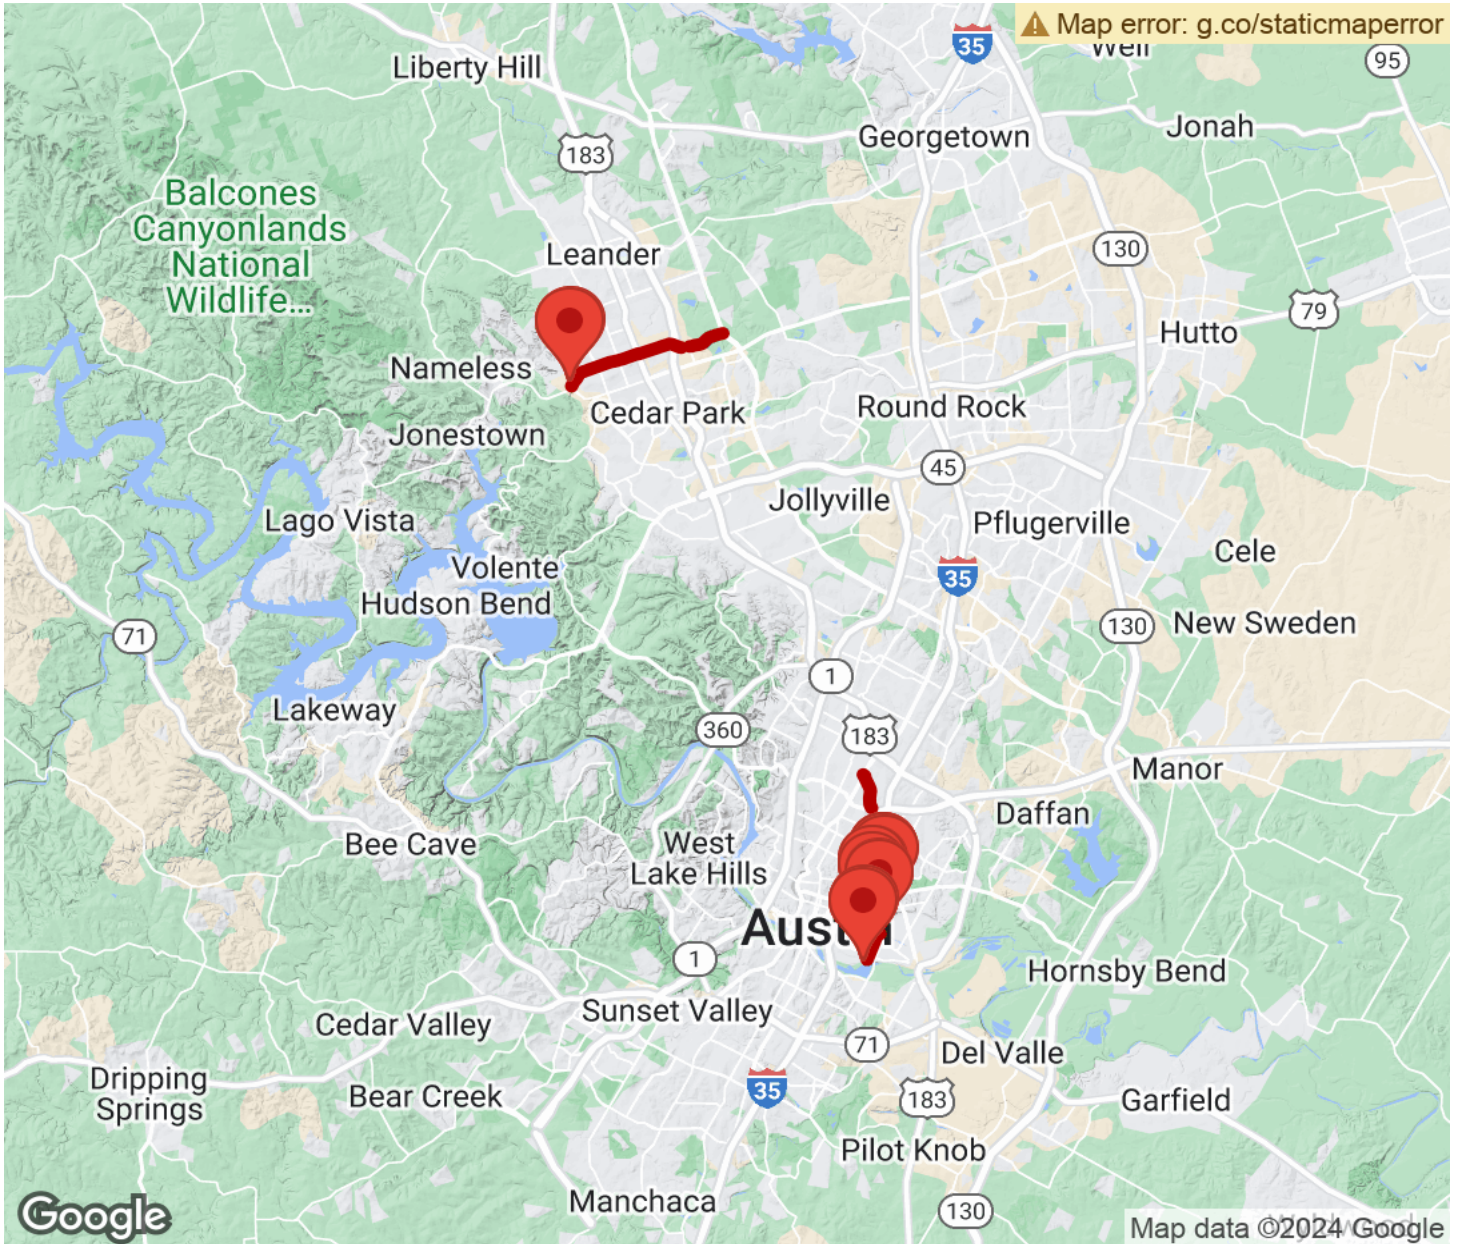 Map error: g.co/staticmaperror
35
Weir
95
Liberty Hill
Georgetown
Jonah
183
Balcones
Canyonlands
National
Wildlife...
Leander
130
79
Hutto
Nameless
Cedar Park
Round Rock
Jonestown
45
Jollyville
Lago Vista
Pflugerville
Cele
Volente
35
Hudson Bend
71
130
New Sweden
1
Lakeway
360
183
Manor
Daffan
Bee Cave
West
Lake Hills
Austin
1
Hornsby Bend
Sunset Valley
Cedar Valley
71
Del Valle
Dripping
Springs
Bear Creek
35
183
Garfield
Pilot Knob
Manchaca
130
Google
Map data ©2024 Google